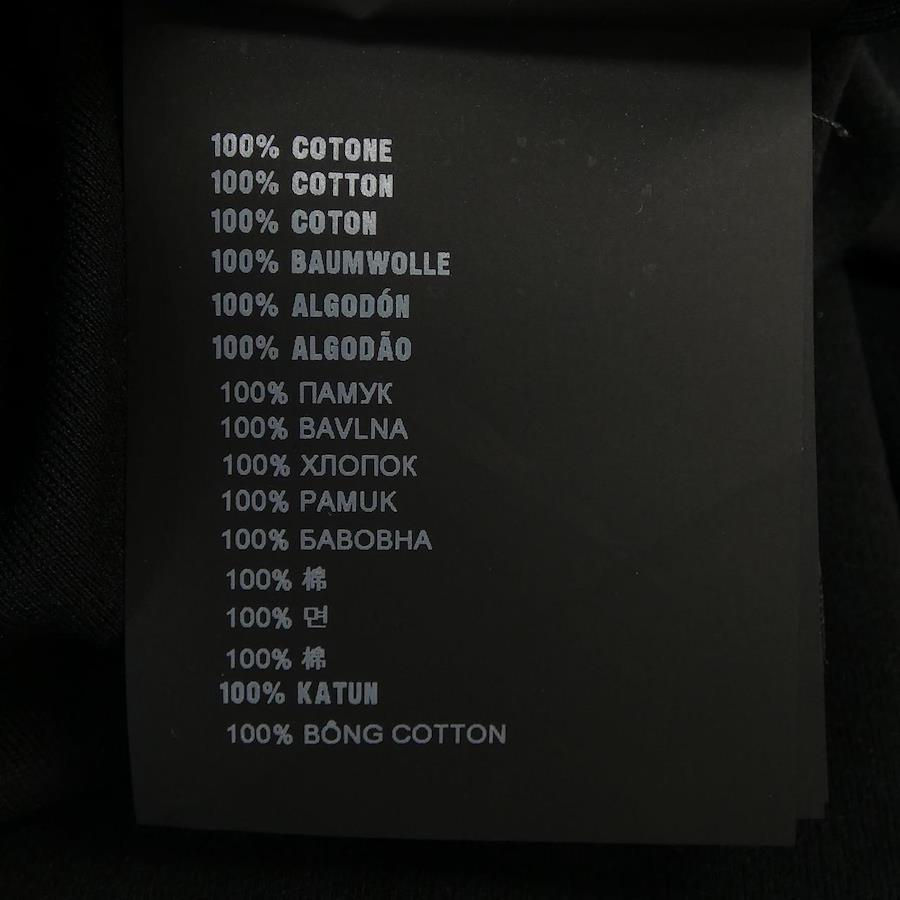 100% COTONE
100% COTTON
100% COTON
100% BAUMWOLLE
100% ALGODÓN
100% ALGODÃO
100% ПАМУК
100% BAVLNA
100% ХЛОПОК
100% PAMUK
100% БАВОВНА
100% 棉
100% 면
100% 棉
100% KATUN
100% BÔNG COTTON